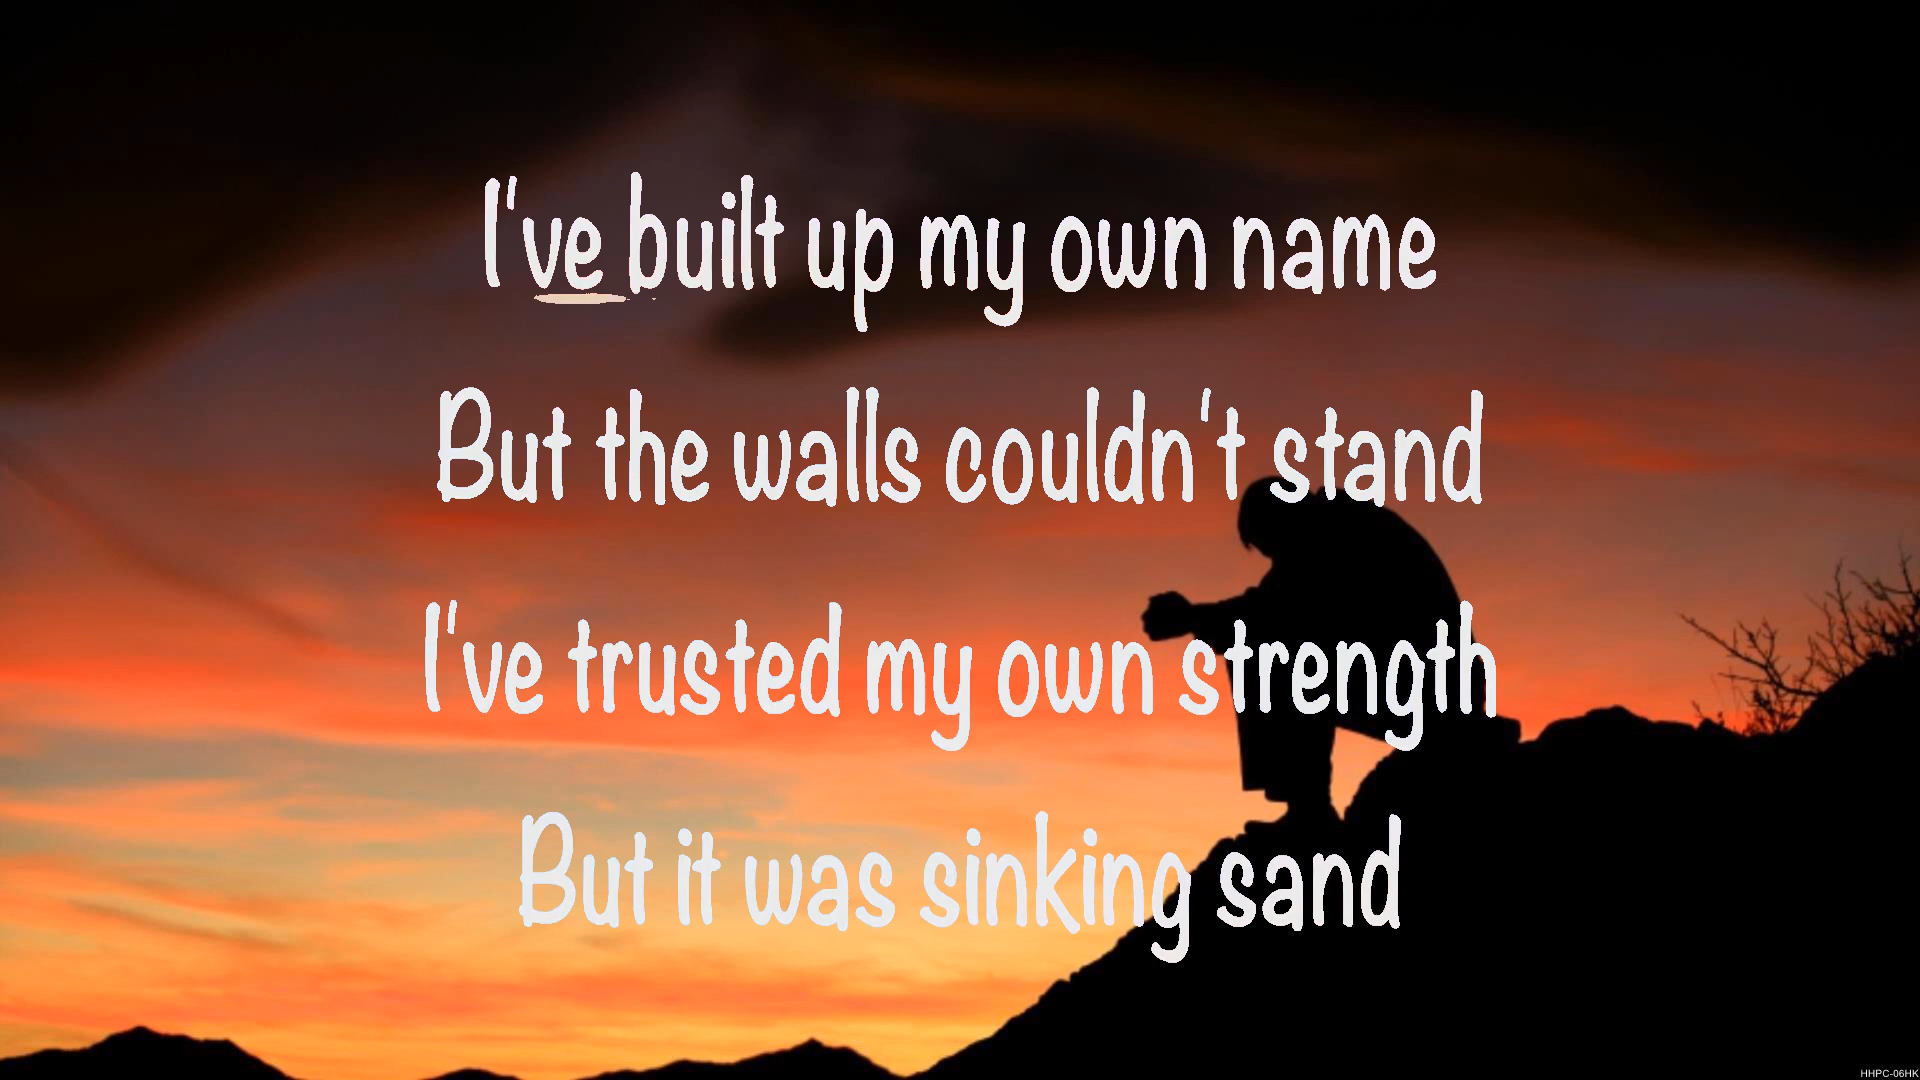 I've built up my own name
But the walls couldn't stand
I've trusted my own strength
But it was sinking sand
HHPC-06HK